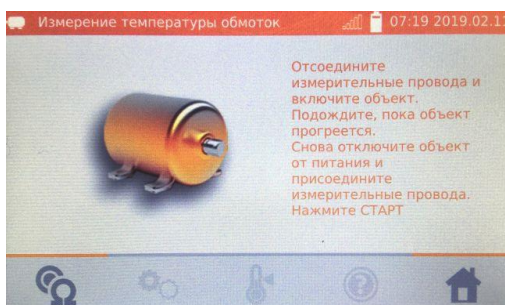 Измерение температуры обмоток
07:19 2019.02.11
Отсоедините
измерительные провода и
включите объект.
Подождите, пока объект
прогреется.
Снова отключите объект
от питания и
присоедините
измерительные провода.
Нажмите СТАРТ